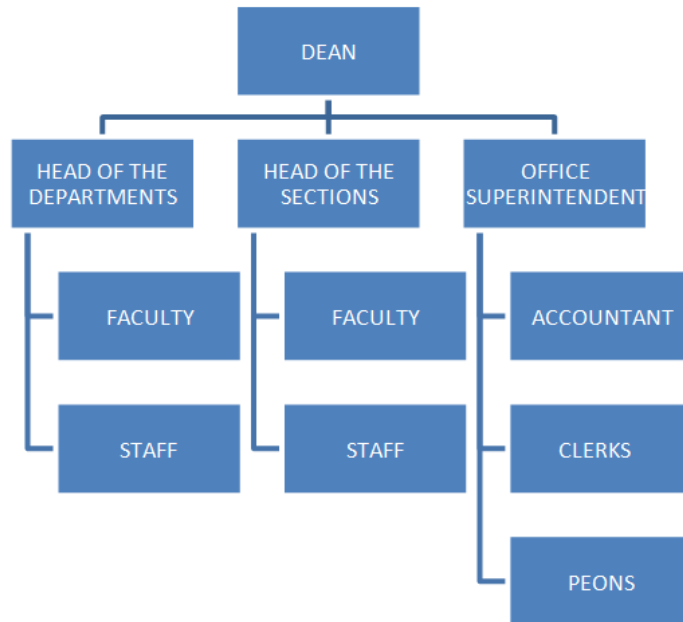 DEAN
HEAD OF THE
DEPARTMENTS
HEAD OF THE
SECTIONS
OFFICE
SUPERINTENDENT
FACULTY
FACULTY
ACCOUNTANT
STAFF
STAFF
CLERKS
PEONS